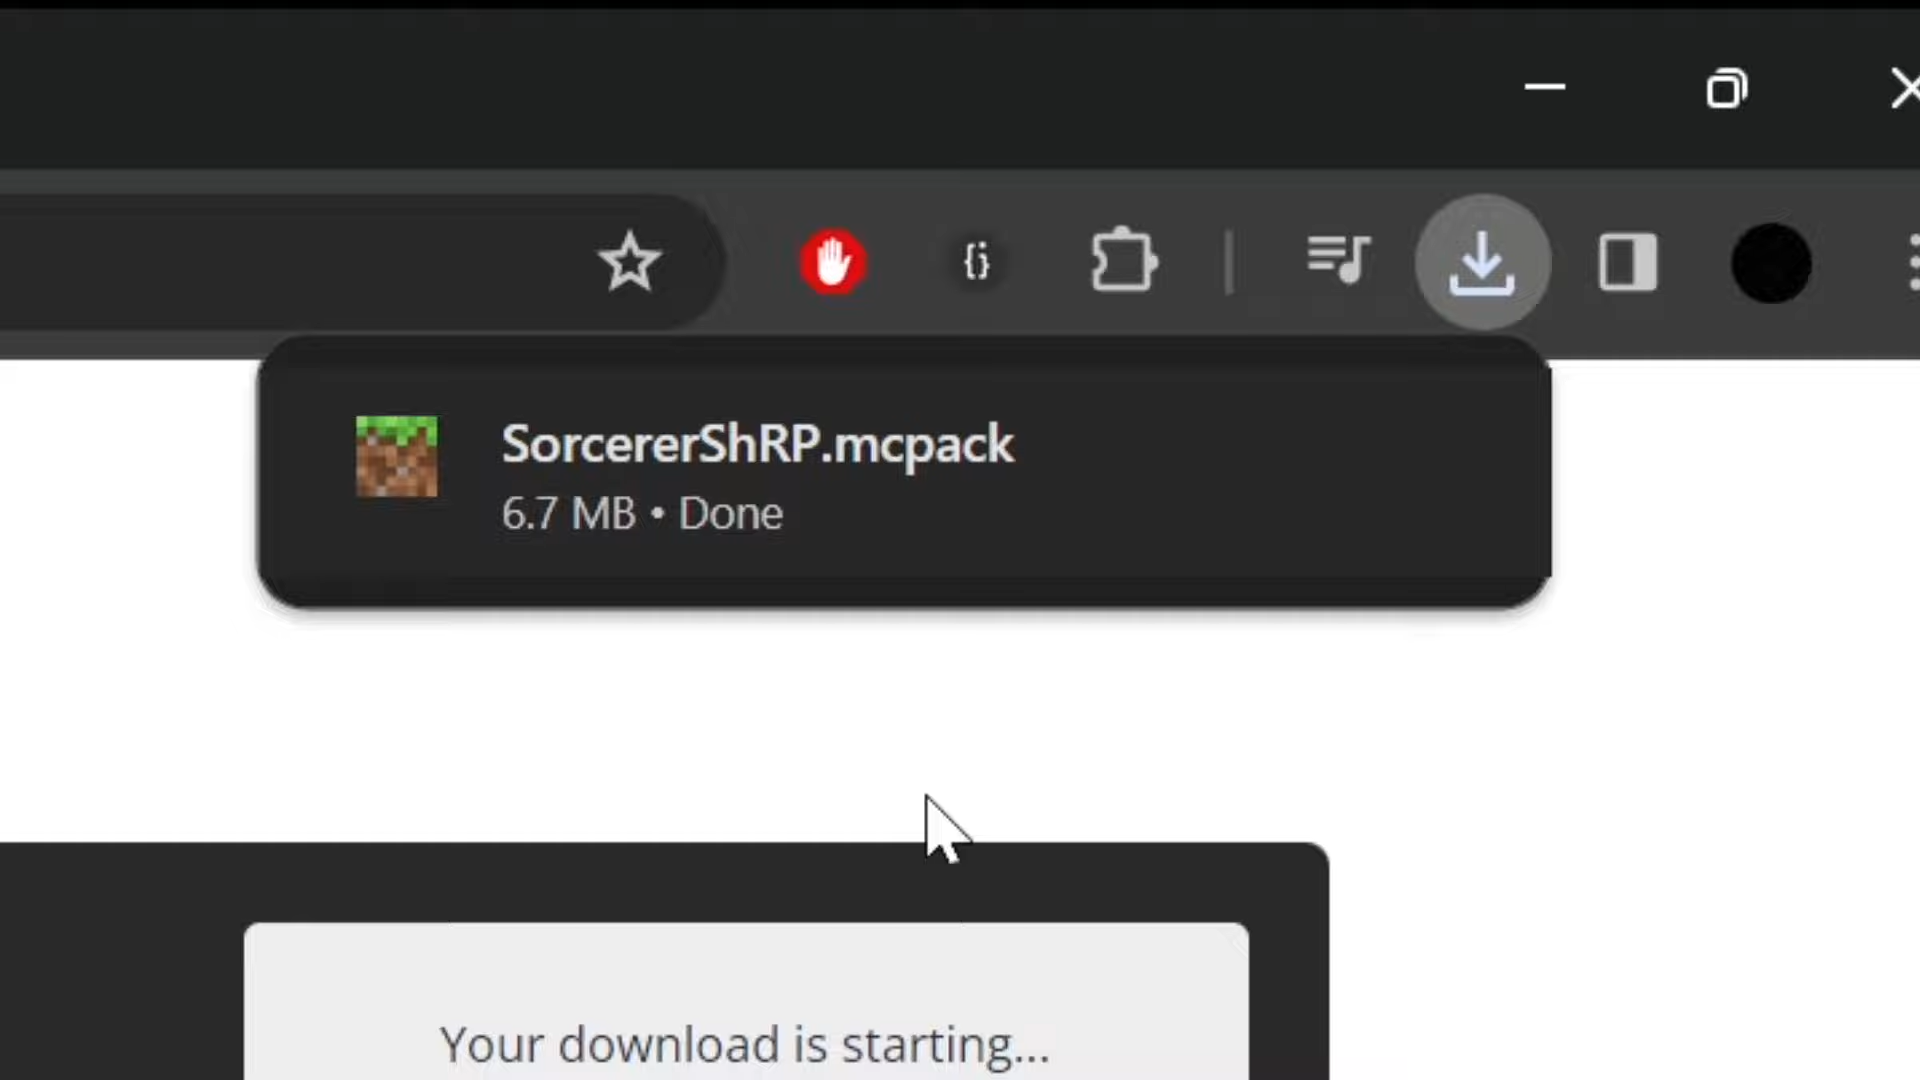 {;}
SorcererShRP.mcpack
6.7 MB • Done
Your download is starting...